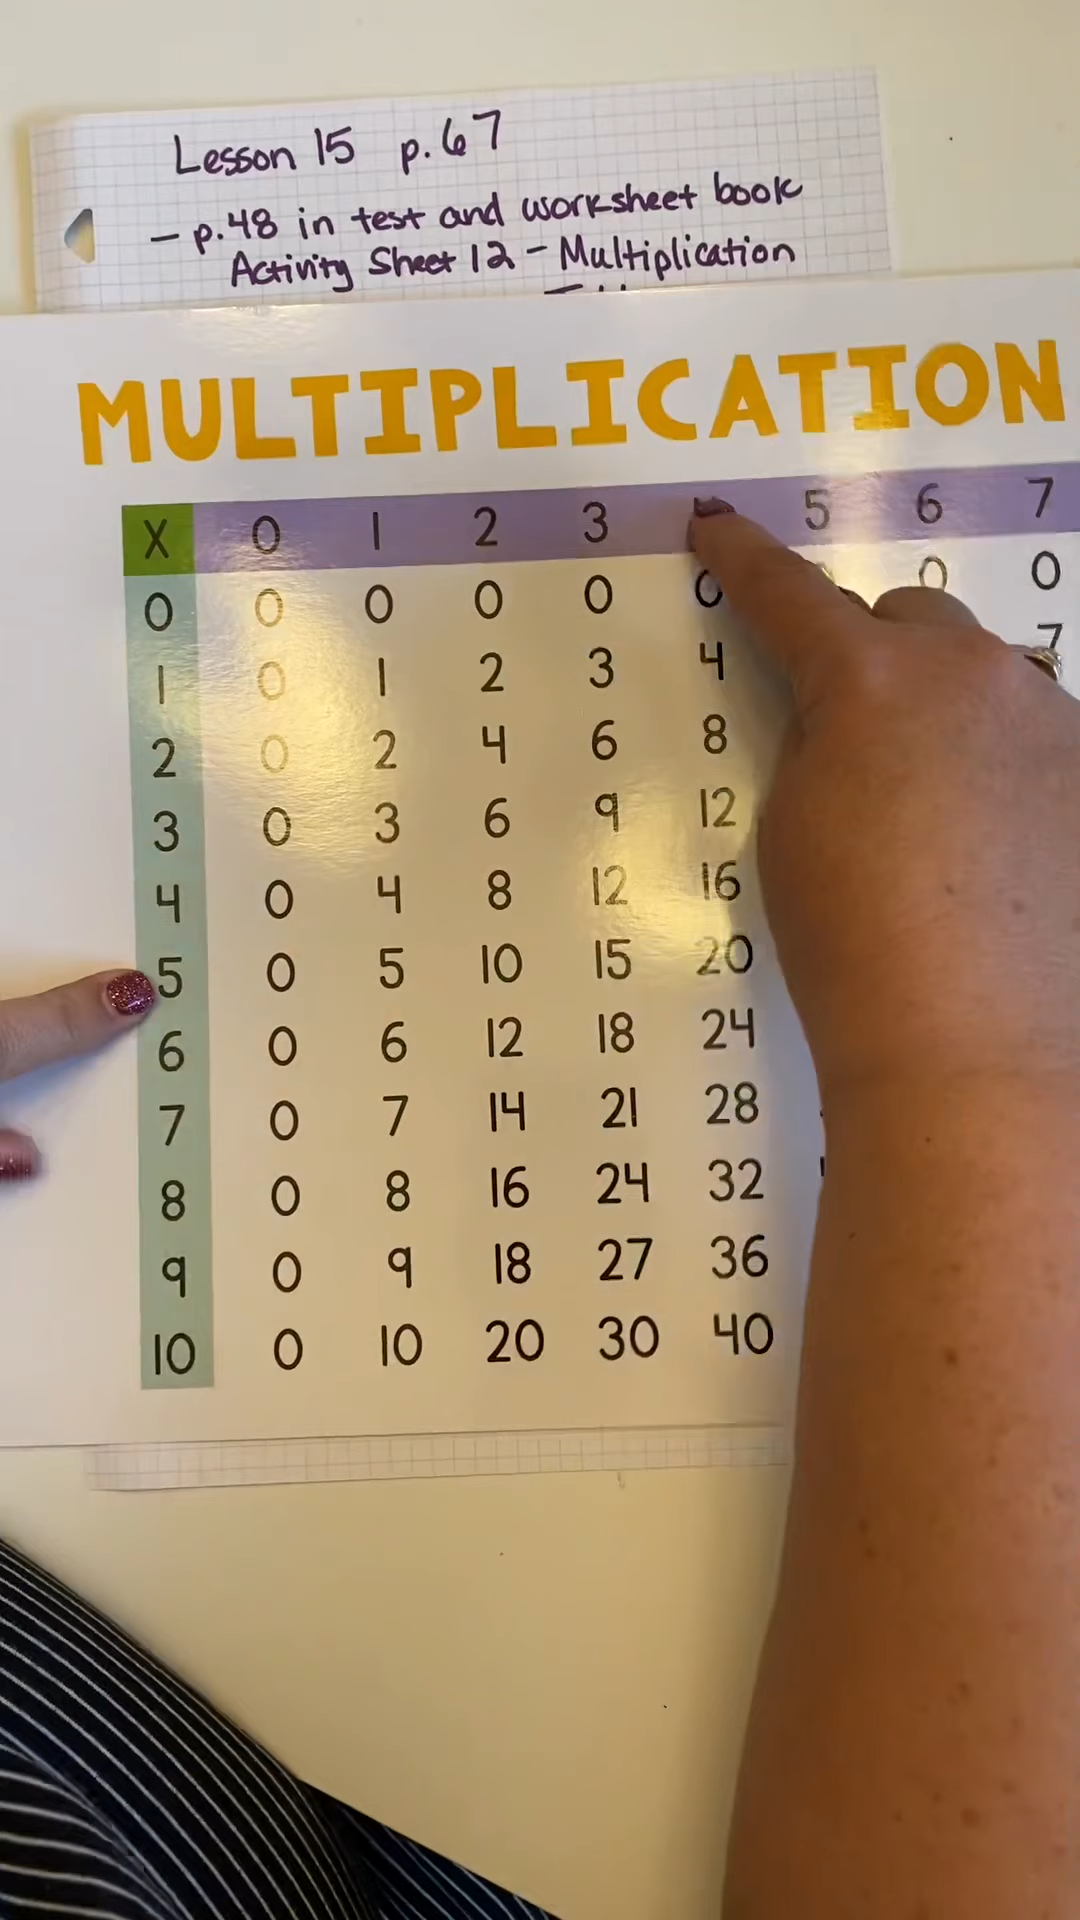 Lesson 15 p.67
- p.48 in test and worksheet book
Activity Sheet 12 - Multiplication
MULTIPLICATION
X 0 1 2 3 5 6 7
0 0 0 0 0 0 0 0
1 0 1 2 3 4 7
2 0 2 4 6 8
3 0 3 6 9 12
4 0 4 8 12 16
5 0 5 10 15 20
6 0 6 12 18 24
7 0 7 14 21 28
8 0 8 16 24 32
9 0 9 18 27 36
10 0 10 20 30 40